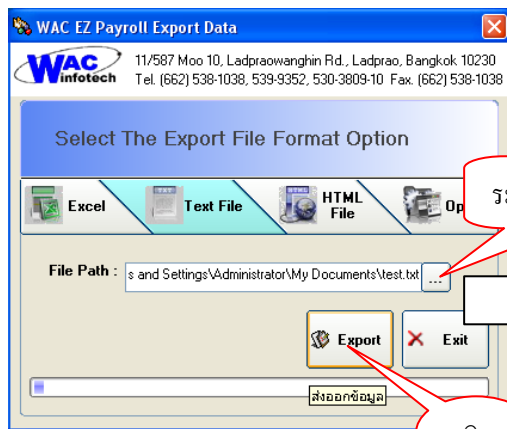 WAC EZ Payroll Export Data
WAC
infotech
11/587 Moo 10, Ladpraowanghin Rd., Ladprao, Bangkok 10230
Tel. (662) 538-1038, 539-9352, 530-3809-10 Fax. (662) 538-1038
Select The Export File Format Option
Excel
Text File
HTML
File
File Path :
s and Settings\Administrator\My Documents\test.txt
...
Export
Exit
ส่งออกข้อมูล